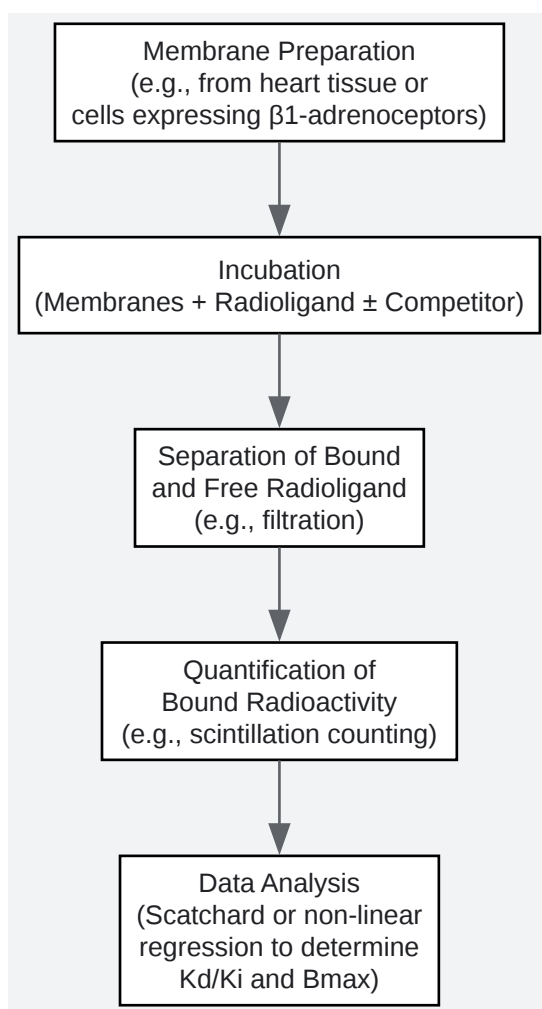 Membrane Preparation
(e.g., from heart tissue or
cells expressing β1-adrenoceptors)
Incubation
(Membranes + Radioligand ± Competitor)
Separation of Bound
and Free Radioligand
(e.g., filtration)
Quantification of
Bound Radioactivity
(e.g., scintillation counting)
Data Analysis
(Scatchard or non-linear
regression to determine
Kd/Ki and Bmax)